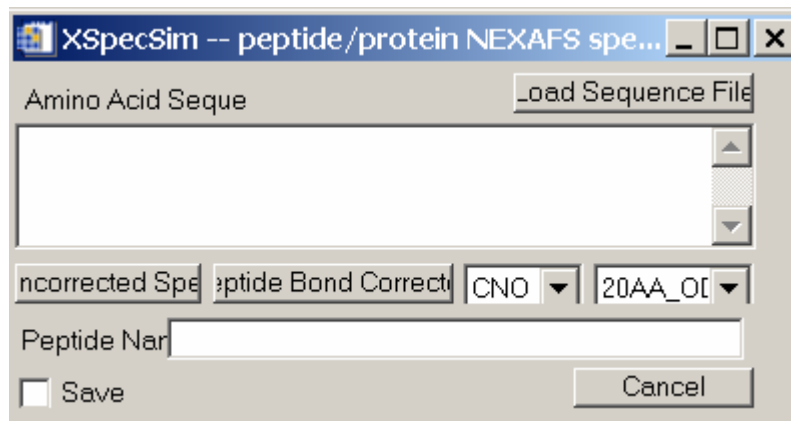 XSpecSim -- peptide/protein NEXAFS spe...
Amino Acid Seque
Load Sequence File
ncorrected Spe
eptide Bond Correct
CNO
20AA_OD
Peptide Nar
Save
Cancel